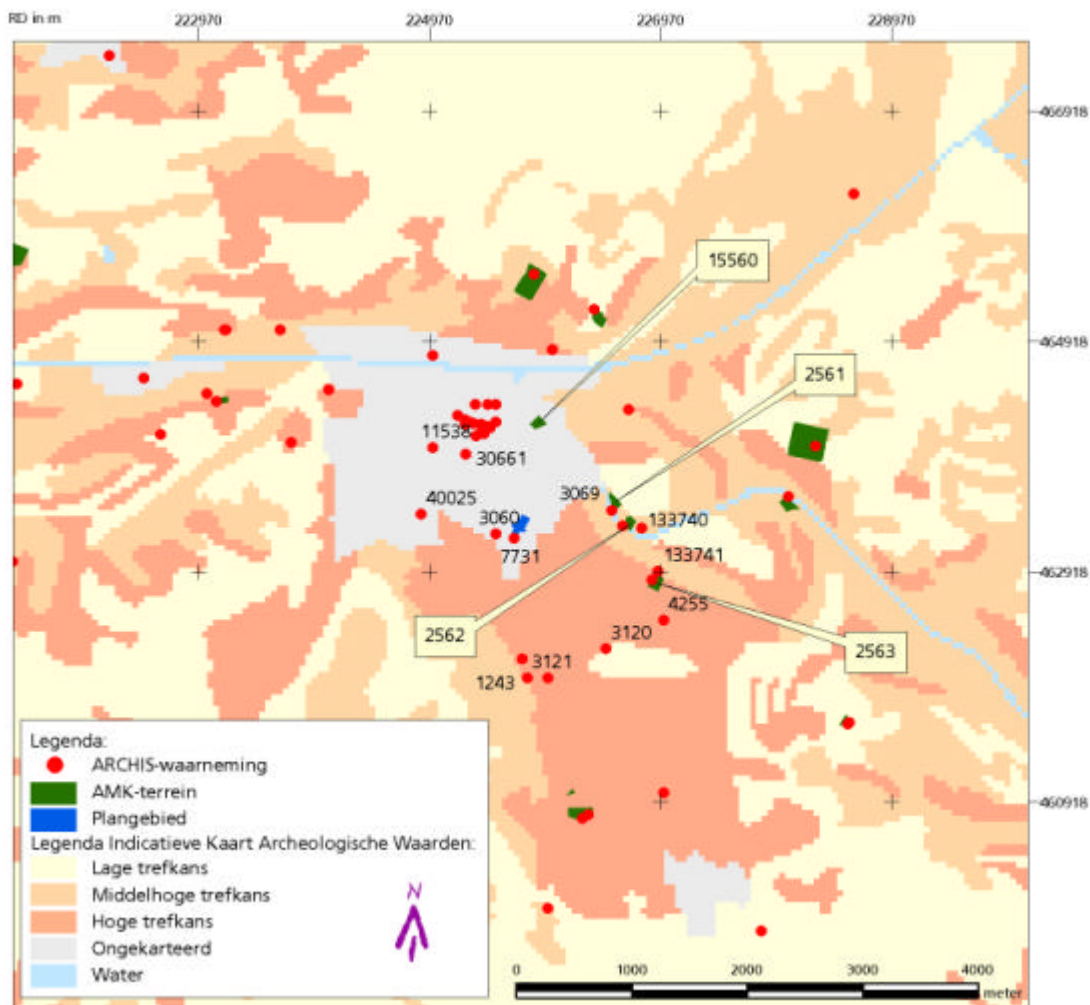 RD in m
222970 224970 226970 228970
466918
15560
464918
2561
11538
30661
3069
40025
3060
133740
7731
133741
462918
4255
2562
3120
2563
3121
1243
Legenda:
ARCHIS-waarneming
AMK-terrein
Plangebied
460918
Legenda Indicatieve Kaart Archeologische Waarden:
Lage trefkans
Middelhoge trefkans
N
Hoge trefkans
Ongekarteerd
Water
0 1000 2000 3000 4000
meter